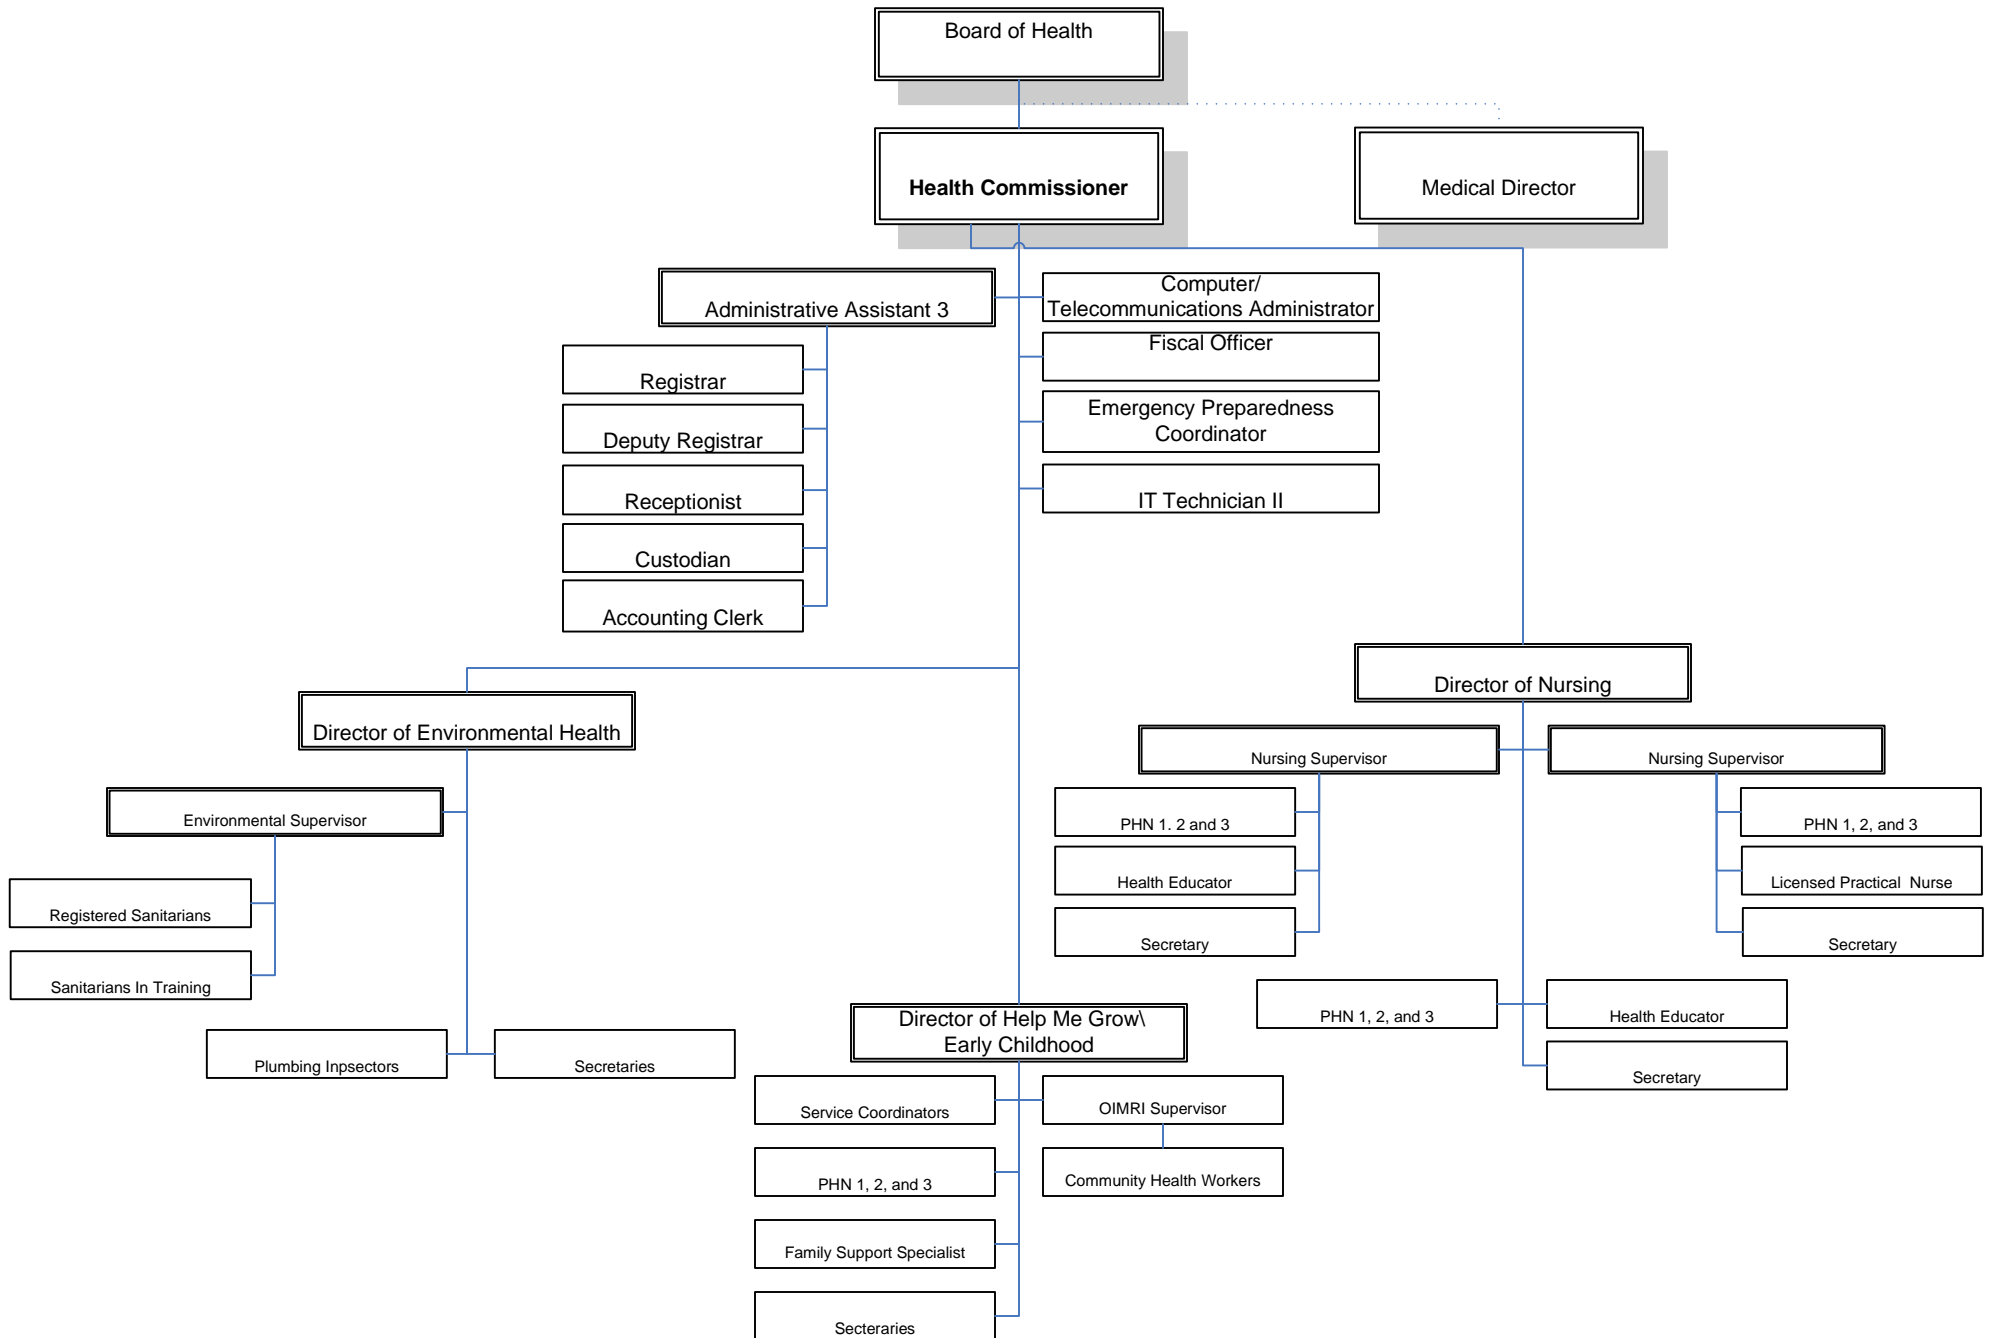 Board of Health
Health Commissioner
Medical Director
Administrative Assistant 3
Computer/
Telecommunications Administrator
Fiscal Officer
Registrar
Emergency Preparedness
Coordinator
Deputy Registrar
Receptionist
IT Technician II
Custodian
Accounting Clerk
Director of Nursing
Director of Environmental Health
Nursing Supervisor
Nursing Supervisor
Environmental Supervisor
PHN 1. 2 and 3
PHN 1, 2, and 3
Health Educator
Licensed Practical  Nurse
Registered Sanitarians
Secretary
Secretary
Sanitarians In Training
PHN 1, 2, and 3
Health Educator
Director of Help Me Grow\
Early Childhood
Plumbing Inpsectors
Secretaries
Secretary
Service Coordinators
OIMRI Supervisor
PHN 1, 2, and 3
Community Health Workers
Family Support Specialist
Secteraries